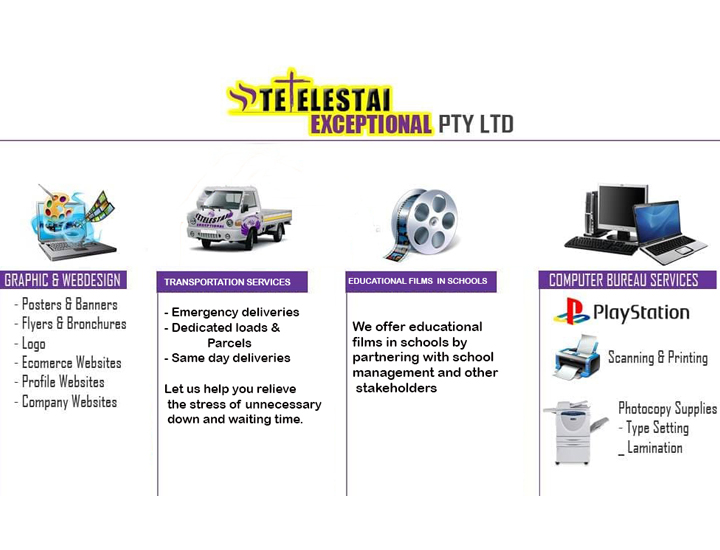 TETELESTAI
EXCEPTIONAL PTY LTD
TETELESTAI
EXCEPTIONAL
GRAPHIC & WEBDESIGN
- Posters & Banners
- Flyers & Bronchures
- Logo
- Ecomerce Websites
- Profile Websites
- Company Websites
TRANSPORTATION SERVICES
- Emergency deliveries
- Dedicated loads &
Parcels
- Same day deliveries
Let us help you relieve
the stress of unnecessary
down and waiting time.
EDUCATIONAL FILMS IN SCHOOLS
We offer educational
films in schools by
partnering with school
management and other
stakeholders
COMPUTER BUREAU SERVICES
PlayStation
Scanning & Printing
Photocopy Supplies
- Type Setting
_ Lamination